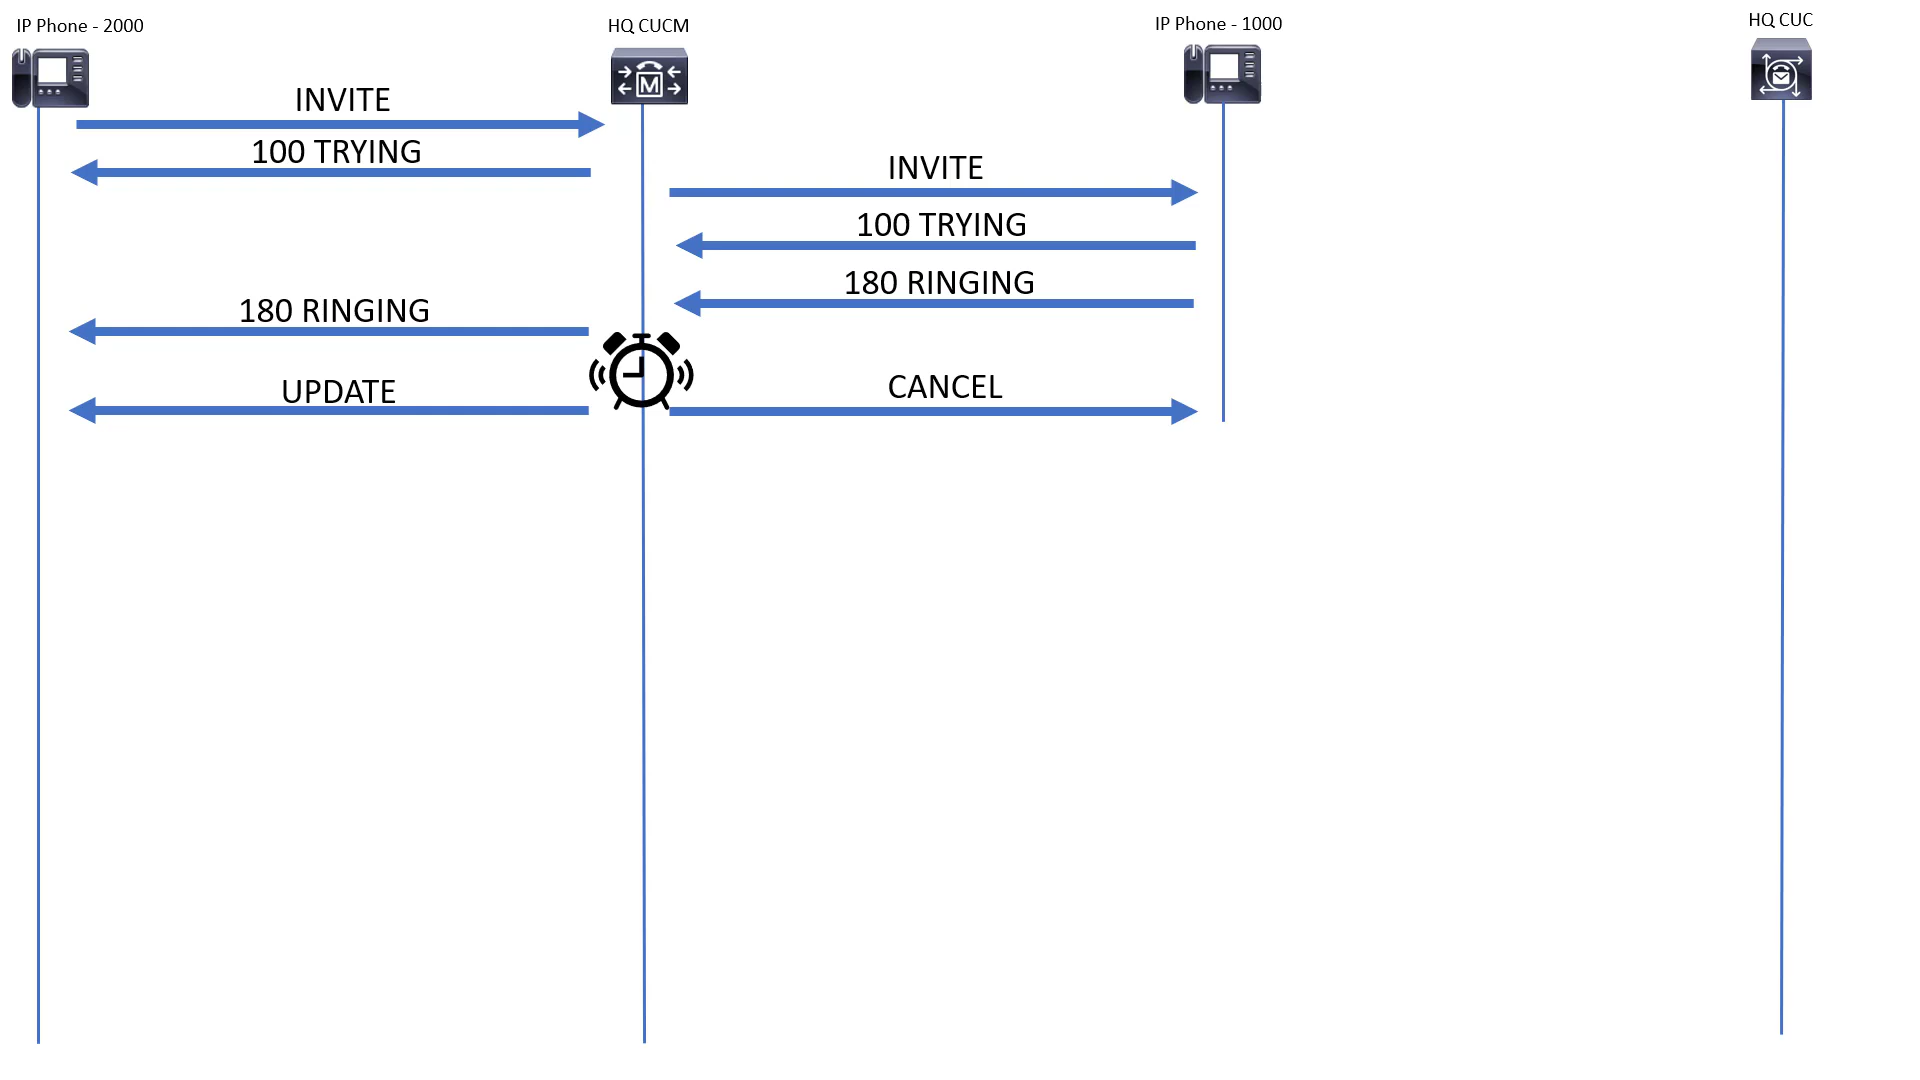 IP Phone - 2000
HQ CUCM
IP Phone - 1000
HQ CUC
M
INVITE
100 TRYING
INVITE
100 TRYING
180 RINGING
180 RINGING
UPDATE
CANCEL